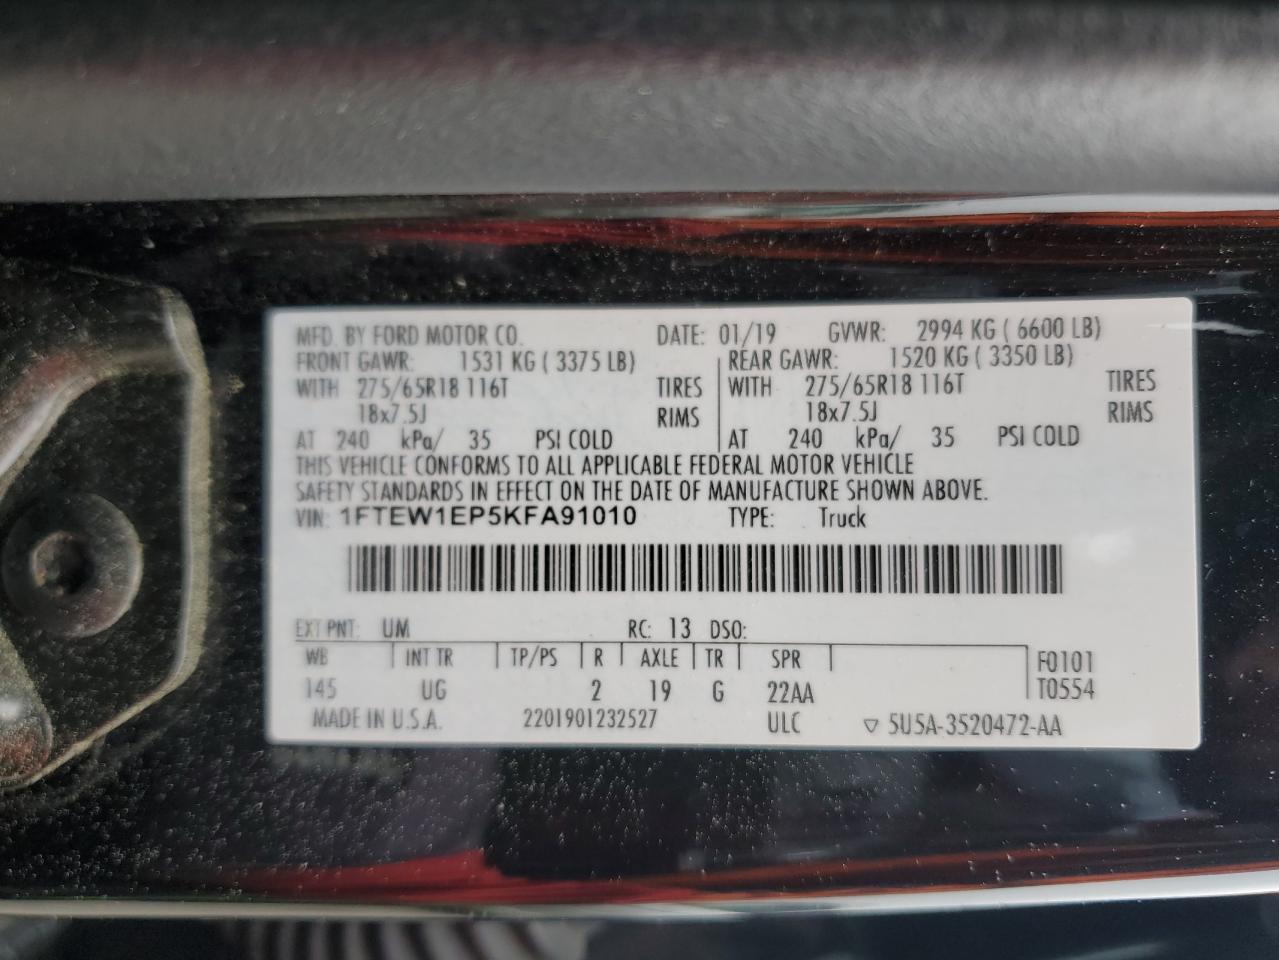 MFD. BY FORD MOTOR CO. DATE: 01/19 GVWR: 2994 KG ( 6600 LB)
FRONT GAWR: 1531 KG ( 3375 LB) REAR GAWR: 1520 KG ( 3350 LB)
WITH 275/65R18 116T TIRES WITH 275/65R18 116T TIRES
18x7.5J RIMS 18x7.5J RIMS
AT 240 kPa/ 35 PSI COLD AT 240 kPa/ 35 PSI COLD
THIS VEHICLE CONFORMS TO ALL APPLICABLE FEDERAL MOTOR VEHICLE
SAFETY STANDARDS IN EFFECT ON THE DATE OF MANUFACTURE SHOWN ABOVE.
VIN: 1FTEW1EP5KFA91010 TYPE: Truck
EXT PNT: UM RC: 13 DSO:
WB INT TR TP/PS R AXLE TR SPR F0101
145 UG 2 19 G 22AA T0554
MADE IN U.S.A. 2201901232527 ULC ▽ 5U5A-3520472-AA